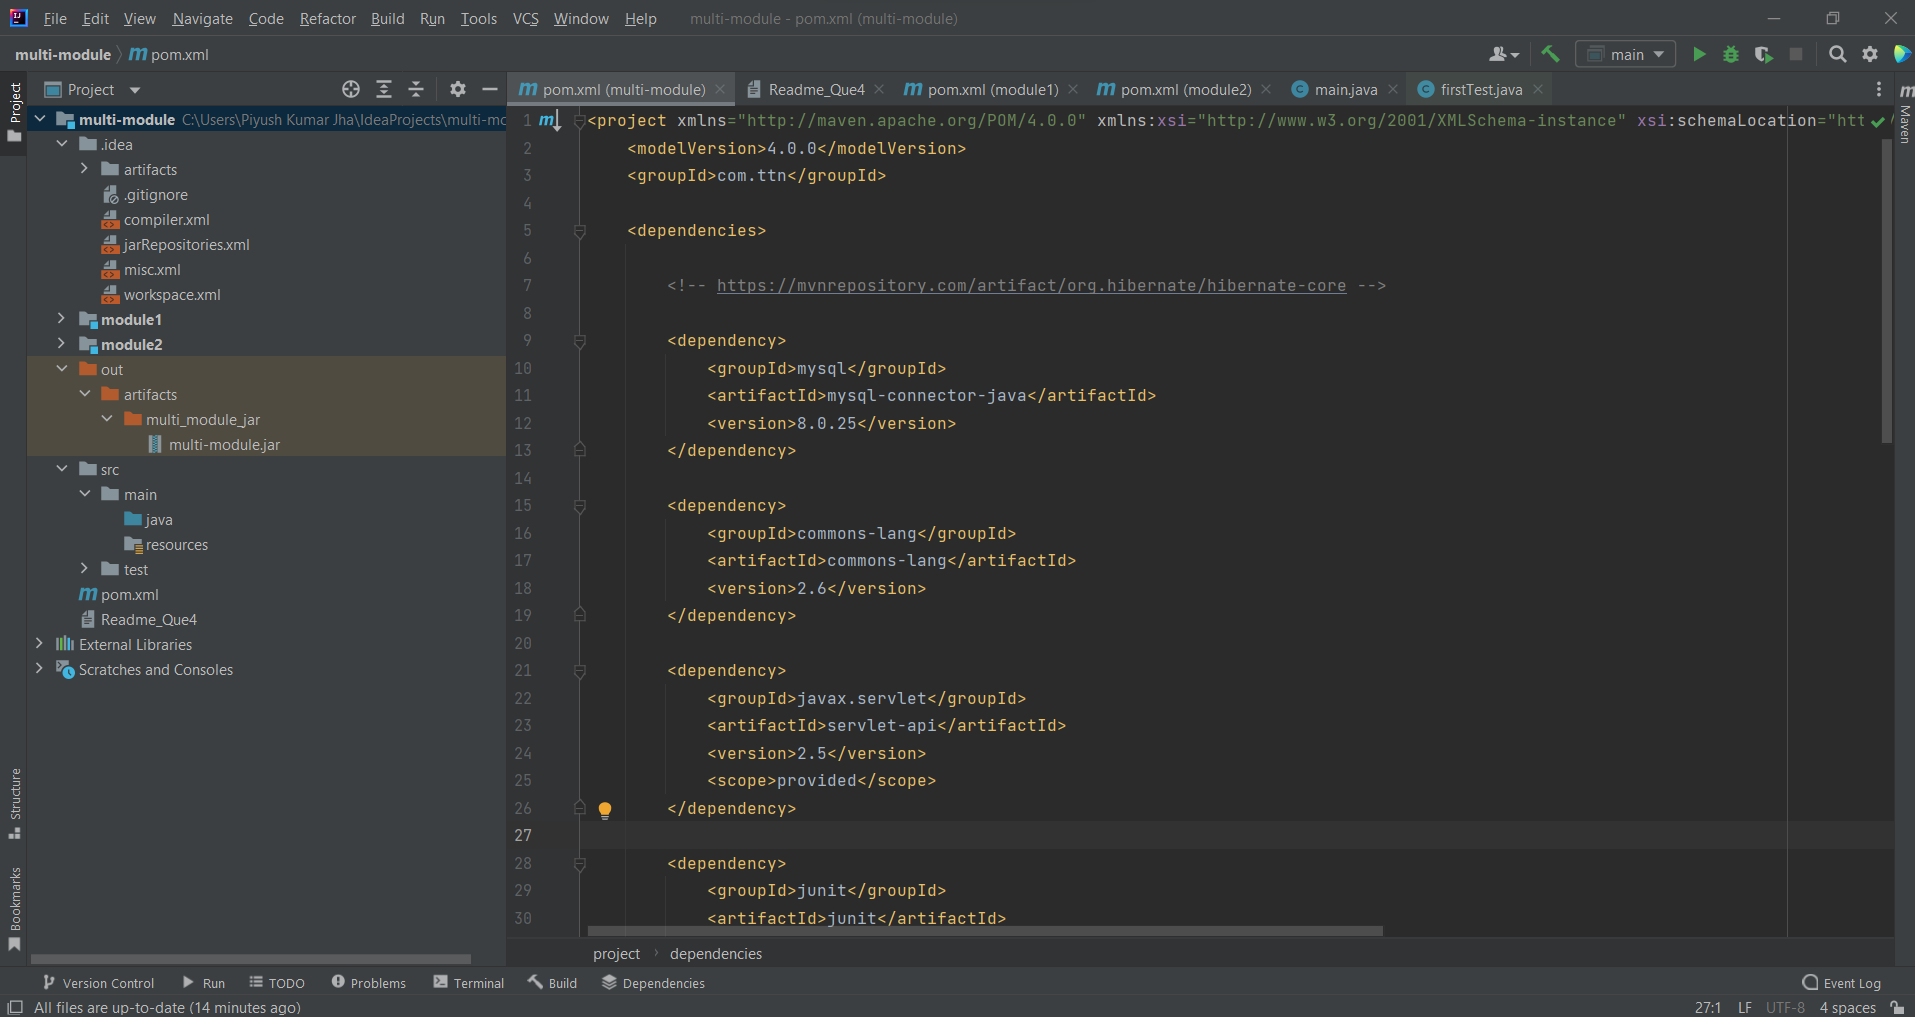 File Edit View Navigate Code Refactor Build Run Tools VCS Window Help multi-module - pom.xml (multi-module)
multi-module pom.xml
main
Project
pom.xml (multi-module) Readme_Que4 pom.xml (module1) pom.xml (module2) main.java firstTest.java
Project
Structure
Bookmarks
Maven
multi-module C:\Users\Piyush Kumar Jha\IdeaProjects\multi-mo
.idea
artifacts
.gitignore
compiler.xml
jarRepositories.xml
misc.xml
workspace.xml
module1
module2
out
artifacts
multi_module_jar
multi-module.jar
src
main
java
resources
test
pom.xml
Readme_Que4
External Libraries
Scratches and Consoles
1 <project xmlns="http://maven.apache.org/POM/4.0.0" xmlns:xsi="http://www.w3.org/2001/XMLSchema-instance" xsi:schemaLocation="htt
2 <modelVersion>4.0.0</modelVersion>
3 <groupId>com.ttn</groupId>
4
5 <dependencies>
6
7 <!-- https://mvnrepository.com/artifact/org.hibernate/hibernate-core -->
8
9 <dependency>
10 <groupId>mysql</groupId>
11 <artifactId>mysql-connector-java</artifactId>
12 <version>8.0.25</version>
13 </dependency>
14
15 <dependency>
16 <groupId>commons-lang</groupId>
17 <artifactId>commons-lang</artifactId>
18 <version>2.6</version>
19 </dependency>
20
21 <dependency>
22 <groupId>javax.servlet</groupId>
23 <artifactId>servlet-api</artifactId>
24 <version>2.5</version>
25 <scope>provided</scope>
26 </dependency>
27
28 <dependency>
29 <groupId>junit</groupId>
30 <artifactId>junit</artifactId>
project dependencies
Version Control Run TODO Problems Terminal Build Dependencies Event Log
All files are up-to-date (14 minutes ago) 27:1 LF UTF-8 4 spaces